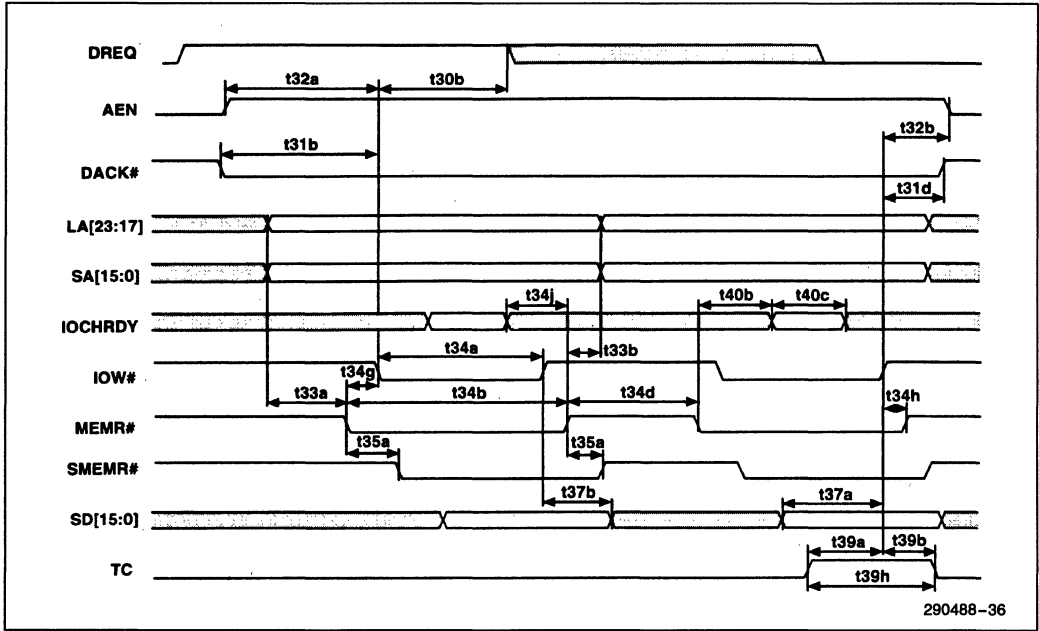 DREQ
t32a
t30b
AEN
t32b
t31b
DACK#
t31d
LA[23:17]
SA[15:0]
t34j
t40b
t40c
IOCHRDY
t34a
t33b
IOW#
t34g
t33a
t34b
t34d
t34h
MEMR#
t35a
t35a
SMEMR#
t37b
t37a
SD[15:0]
t39a
t39b
TC
t39h
290488-36